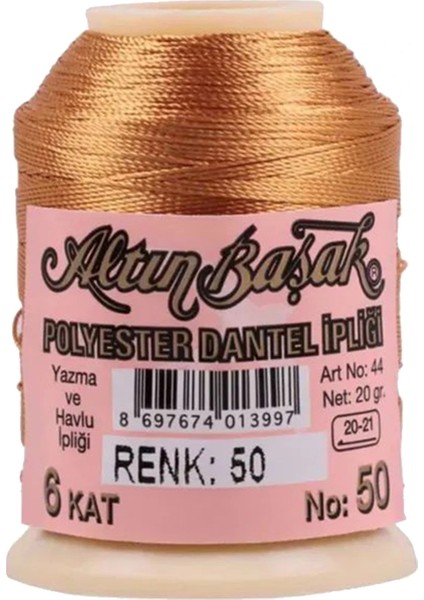 Altın Başak ®
POLYESTER DANTEL İPLİĞİ
Yazma
ve
Havlu
İpliği
8 697674 013997
Art No: 44
Net: 20 gr.
20-21
RENK: 50
6 KAT
No: 50